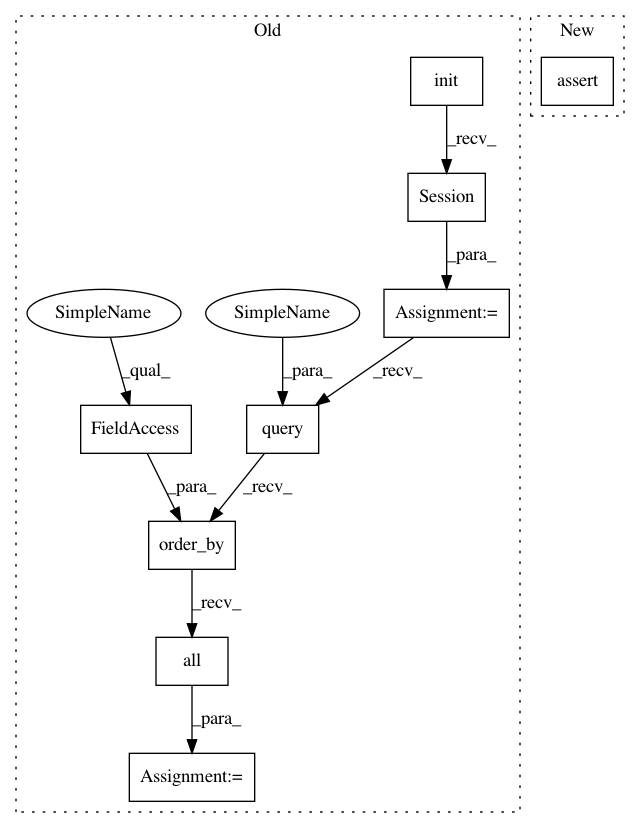 Old
New
init
assert
_recv_
Session
_para_
SimpleName
SimpleName
Assignment:=
_qual_
_para_
_recv_
FieldAccess
query
_para_
_recv_
order_by
_recv_
all
_para_
Assignment:=